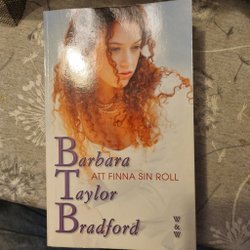 Barbara
ATT FINNA SIN ROLL
Taylor
Bradford
W&W